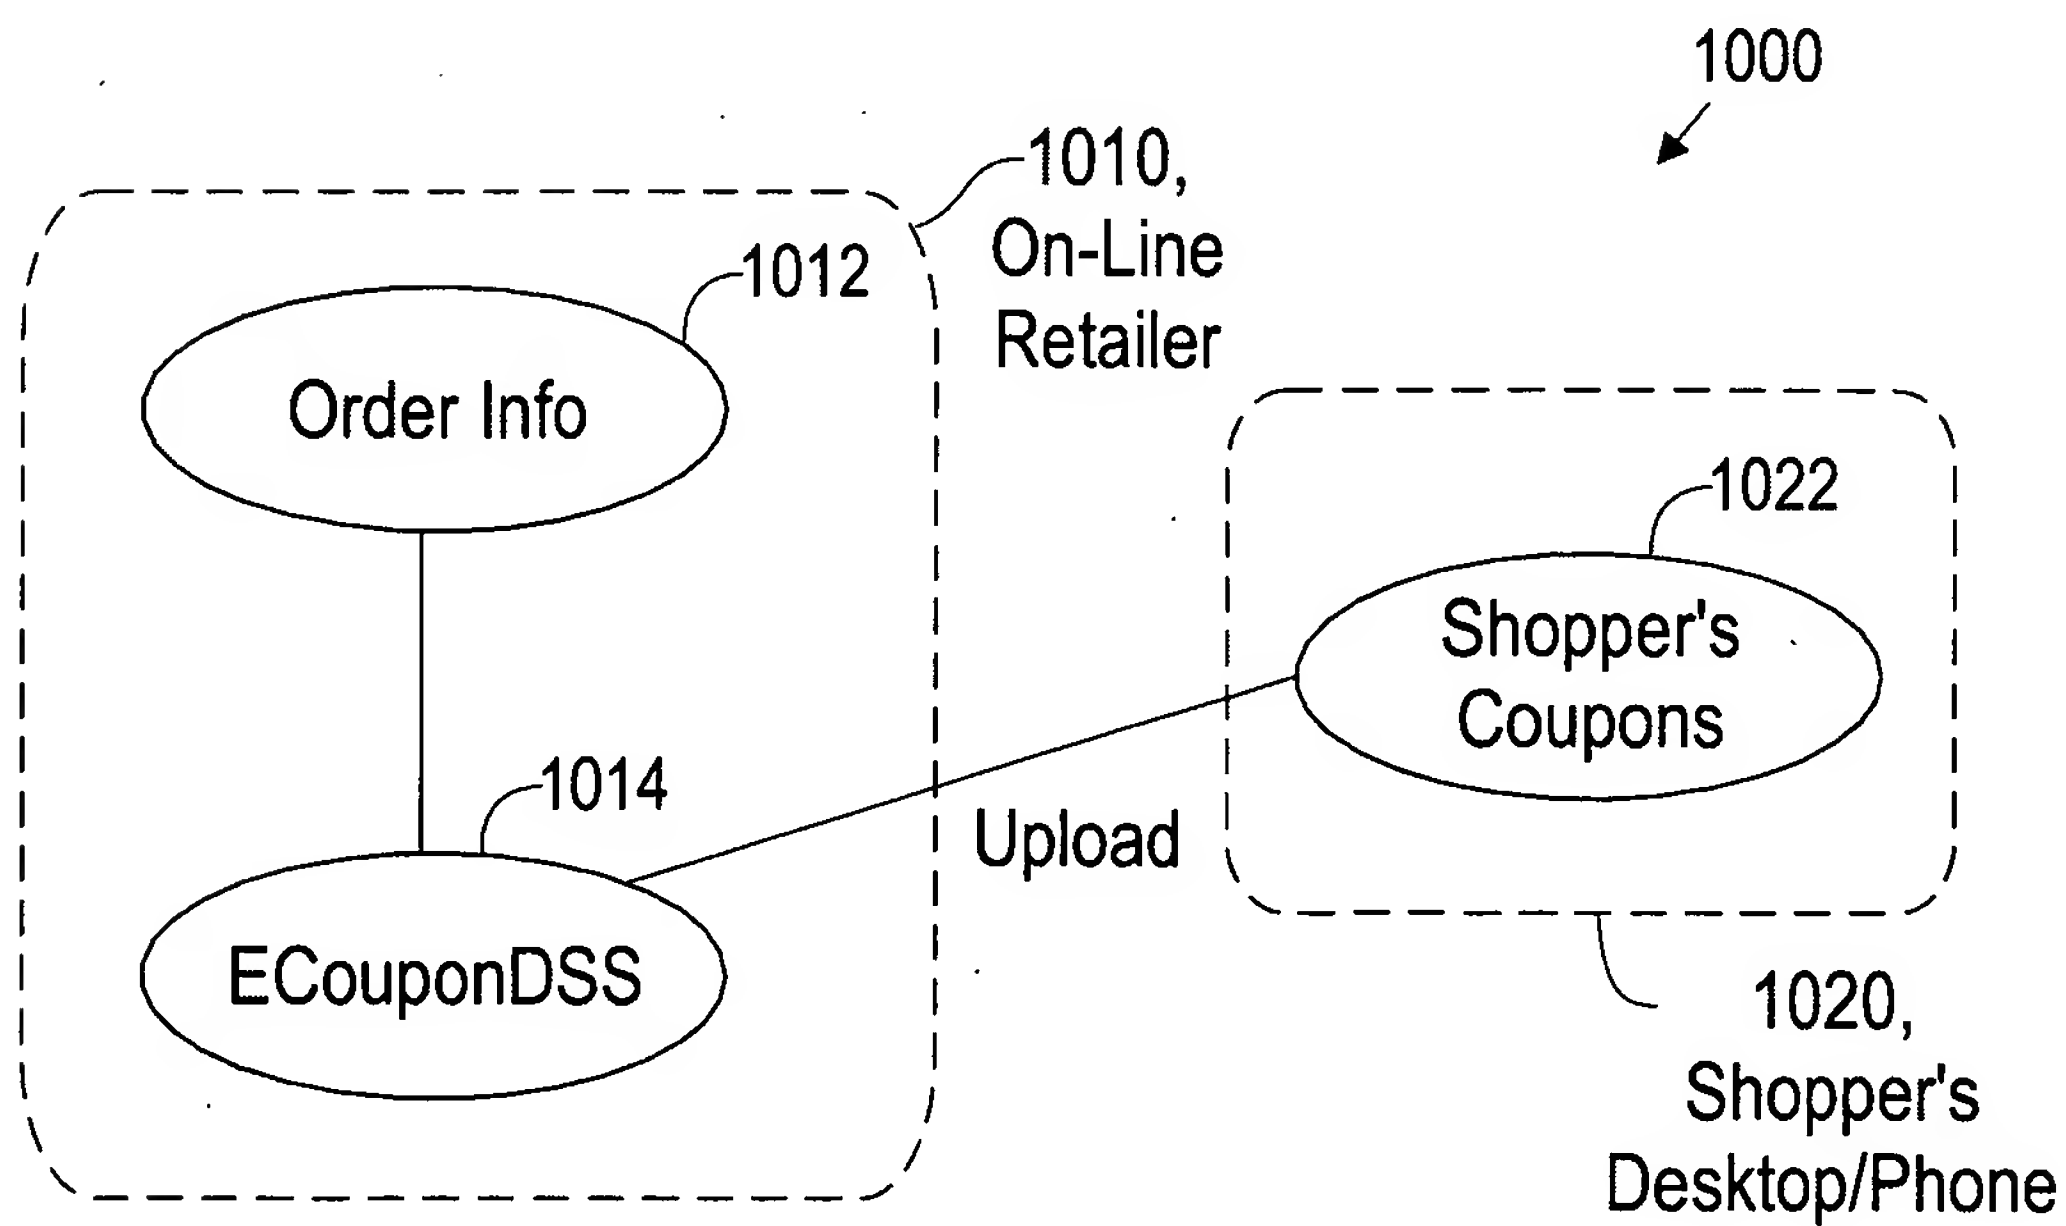 1000
1010,
On-Line
Retailer
1012
Order Info
1022
Shopper's
Coupons
1014
Upload
ECouponDSS
1020,
Shopper's
Desktop/Phone